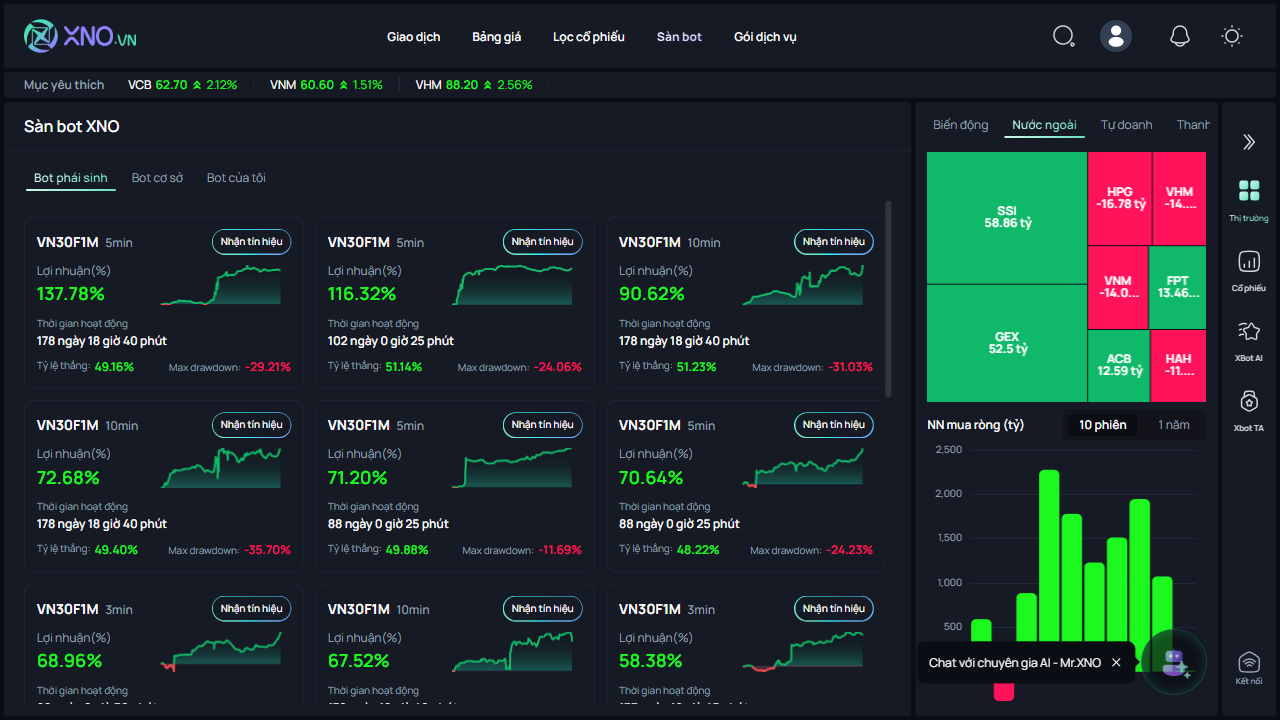 XNO.VN
Giao dịch
Bảng giá
Lọc cổ phiếu
Sàn bot
Gói dịch vụ
Mục yêu thích
VCB 62.70 2.12%
VNM 60.60 1.51%
VHM 88.20 2.56%
Sàn bot XNO
Bot phái sinh
Bot cơ sở
Bot của tôi
VN30F1M 5min
Nhận tín hiệu
Lợi nhuận(%)
137.78%
Thời gian hoạt động
178 ngày 18 giờ 40 phút
Tỷ lệ thắng: 49.16%
Max drawdown: -29.21%
VN30F1M 5min
Nhận tín hiệu
Lợi nhuận(%)
116.32%
Thời gian hoạt động
102 ngày 0 giờ 25 phút
Tỷ lệ thắng: 51.14%
Max drawdown: -24.06%
VN30F1M 10min
Nhận tín hiệu
Lợi nhuận(%)
90.62%
Thời gian hoạt động
178 ngày 18 giờ 40 phút
Tỷ lệ thắng: 51.23%
Max drawdown: -31.03%
VN30F1M 10min
Nhận tín hiệu
Lợi nhuận(%)
72.68%
Thời gian hoạt động
178 ngày 18 giờ 40 phút
Tỷ lệ thắng: 49.40%
Max drawdown: -35.70%
VN30F1M 5min
Nhận tín hiệu
Lợi nhuận(%)
71.20%
Thời gian hoạt động
88 ngày 0 giờ 25 phút
Tỷ lệ thắng: 49.88%
Max drawdown: -11.69%
VN30F1M 5min
Nhận tín hiệu
Lợi nhuận(%)
70.64%
Thời gian hoạt động
88 ngày 0 giờ 25 phút
Tỷ lệ thắng: 48.22%
Max drawdown: -24.23%
VN30F1M 3min
Nhận tín hiệu
Lợi nhuận(%)
68.96%
Thời gian hoạt động
VN30F1M 10min
Nhận tín hiệu
Lợi nhuận(%)
67.52%
Thời gian hoạt động
VN30F1M 3min
Nhận tín hiệu
Lợi nhuận(%)
58.38%
Thời gian hoạt động
Biến động
Nước ngoài
Tự doanh
Thanh
SSI
58.86 tỷ
GEX
52.5 tỷ
HPG
-16.78 tỷ
VHM
-14....
VNM
-14.0...
FPT
13.46...
ACB
12.59 tỷ
HAH
-11....
NN mua ròng (tỷ)
10 phiên
1 năm
2,500
2,000
1,500
1,000
500
Chat với chuyên gia AI - Mr.XNO
Thị trường
Cổ phiếu
XBot AI
Xbot TA
Kết nối